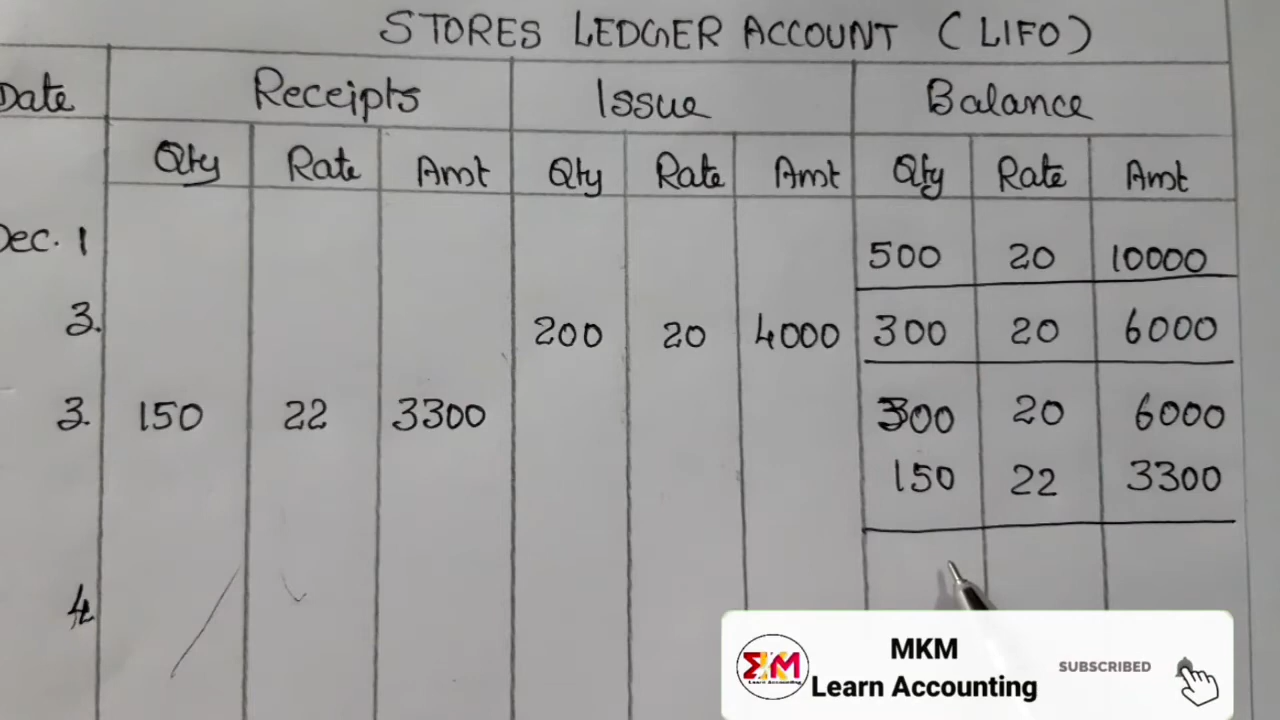 STORES LEDGER ACCOUNT (LIFO)
Date Receipts Issue Balance
Qty Rate Amt Qty Rate Amt Qty Rate Amt
Dec. 1 500 20 10000
3. 200 20 4000 300 20 6000
3. 150 22 3300 300 20 6000
150 22 3300
4
MKM
Learn Accounting
SUBSCRIBED